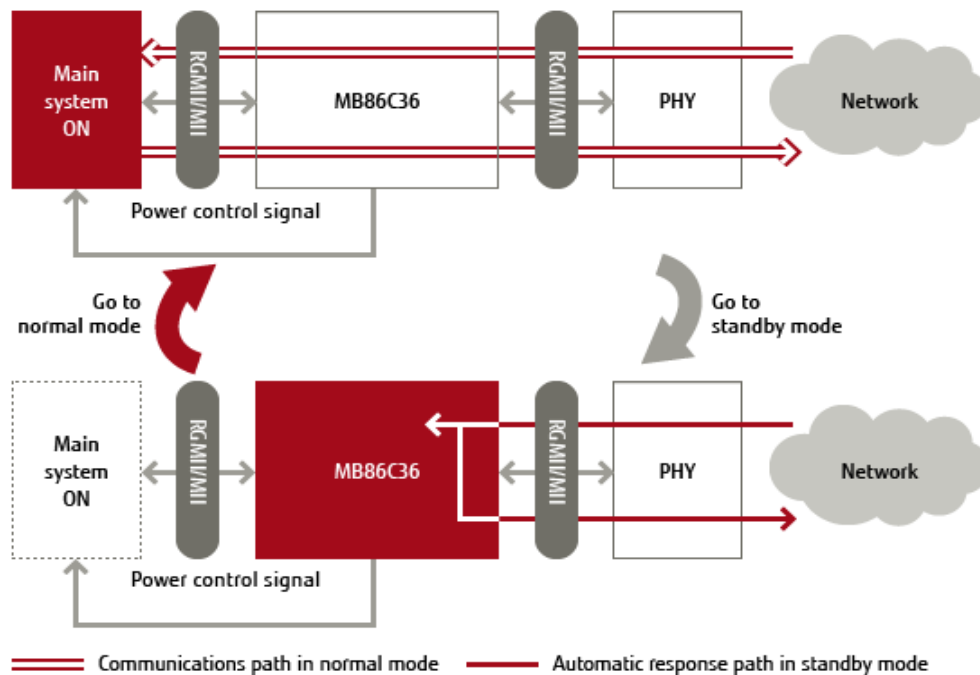 Main
system
ON
RGMII/MII
MB86C36
RGMII/MII
PHY
Network
Power control signal
Go to
normal mode
Go to
standby mode
Main
system
ON
RGMII/MII
MB86C36
RGMII/MII
PHY
Network
Power control signal
Communications path in normal mode
Automatic response path in standby mode